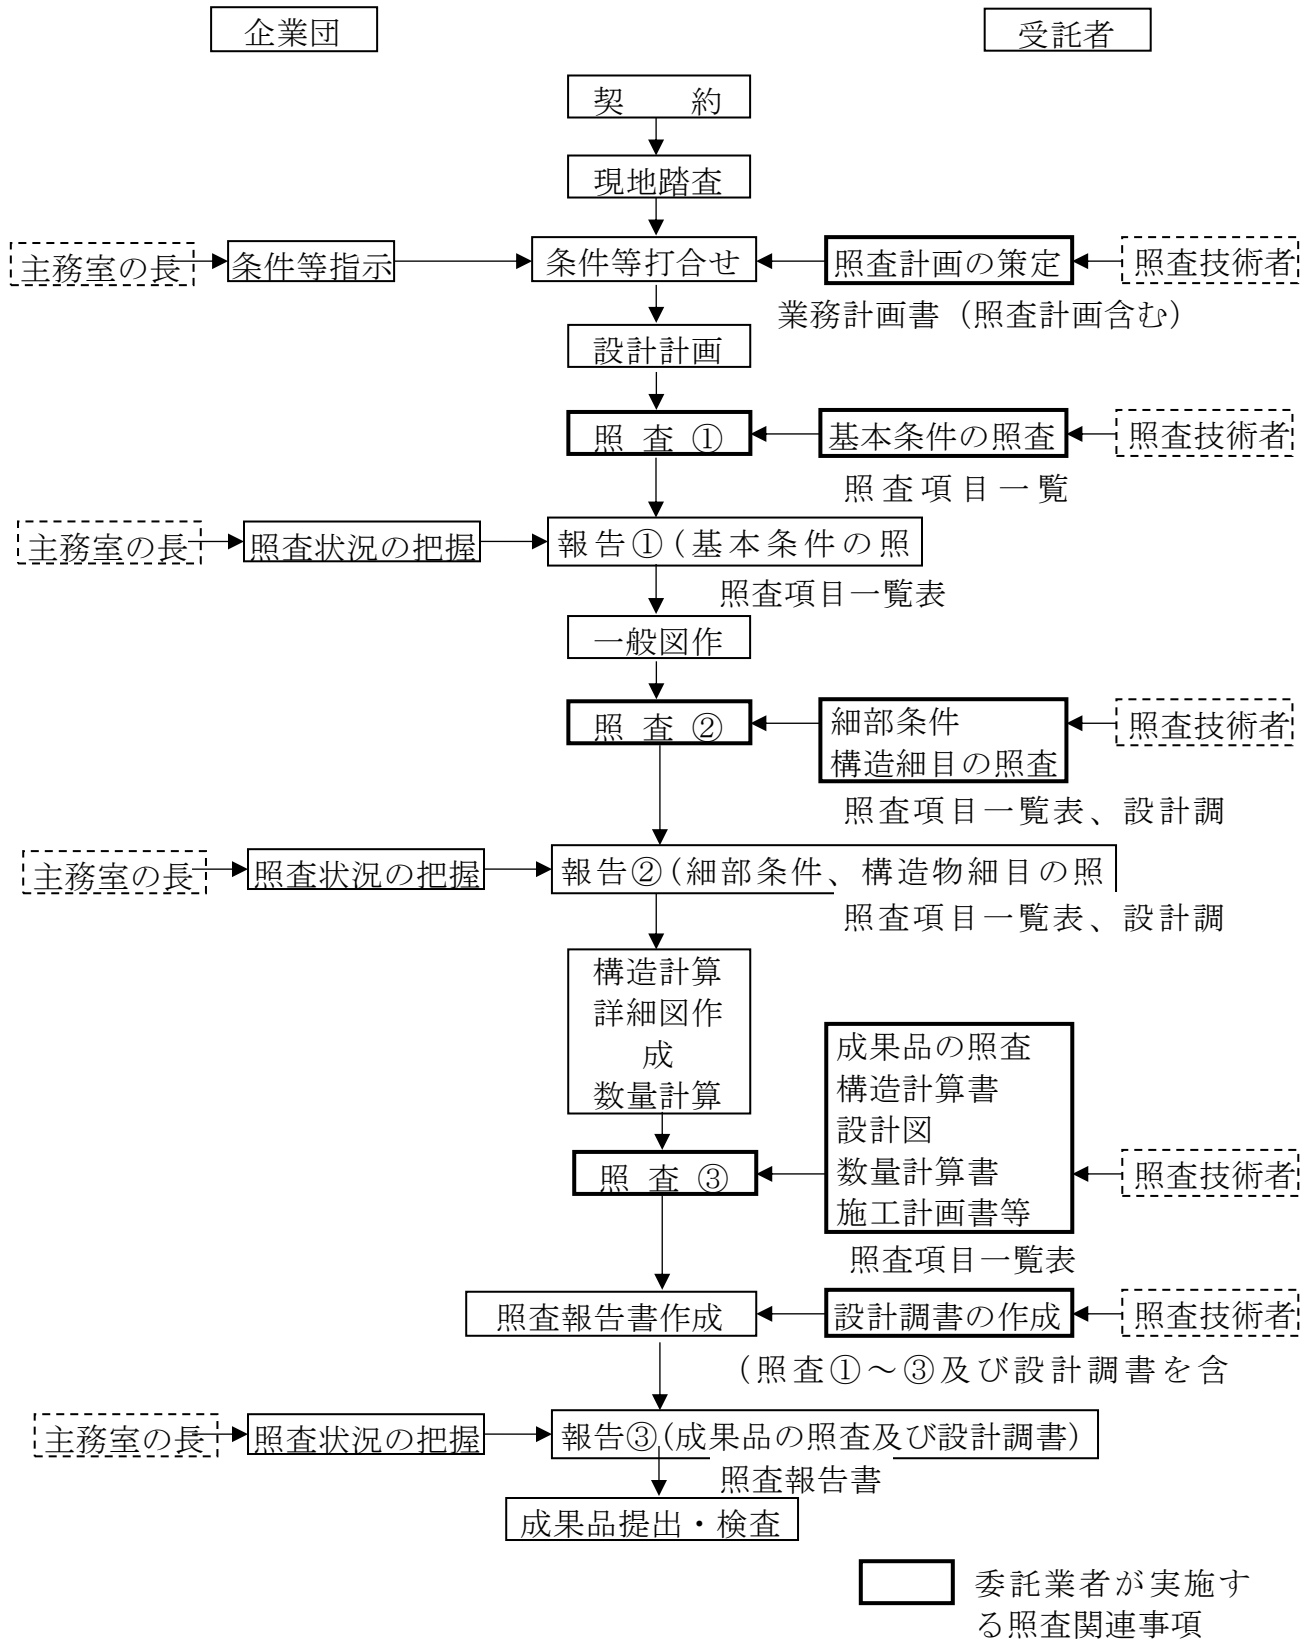 企業団
受託者
契　　約
現地踏査
主務室の長
条件等指示
条件等打合せ
照査計画の策定
照査技術者
業務計画書（照査計画含む）
設計計画
照 査 ①
基本条件の照査
照査技術者
照査項目一覧
主務室の長
照査状況の把握
報告①(基本条件の照
照査項目一覧表
一般図作
照 査 ②
細部条件
構造細目の照査
照査技術者
照査項目一覧表、設計調
主務室の長
照査状況の把握
報告②(細部条件、構造物細目の照
照査項目一覧表、設計調
構造計算
詳細図作
成
数量計算
成果品の照査
構造計算書
設計図
数量計算書
施工計画書等
照 査 ③
照査技術者
照査項目一覧表
照査報告書作成
設計調書の作成
照査技術者
（照査①～③及び設計調書を含
主務室の長
照査状況の把握
報告③(成果品の照査及び設計調書)
照査報告書
成果品提出・検査
委託業者が実施す
る照査関連事項